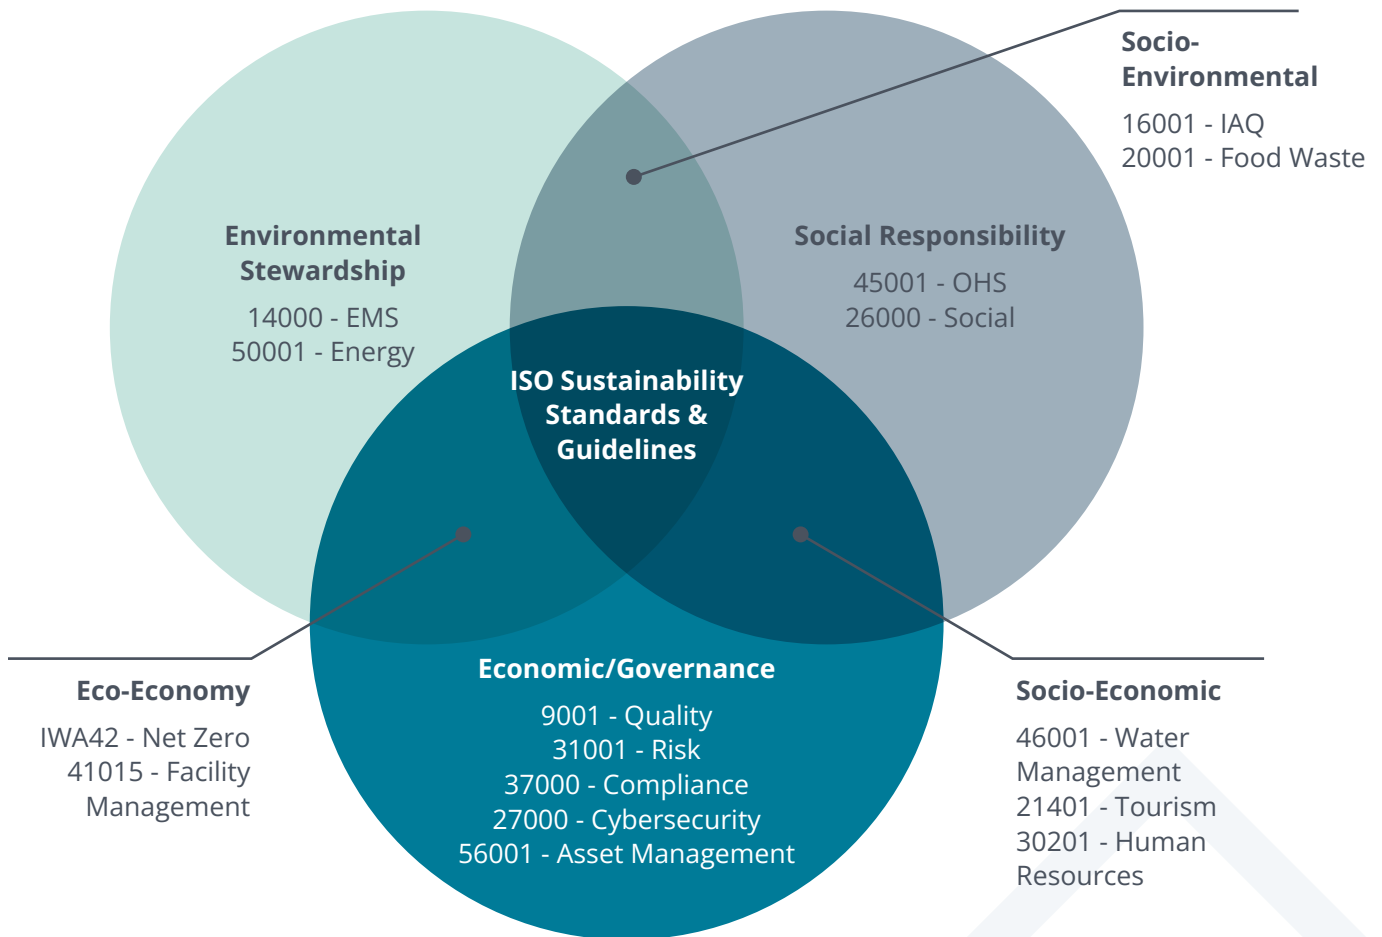 Socio-
Environmental
16001 - IAQ
20001 - Food Waste
Environmental
Stewardship
14000 - EMS
50001 - Energy
Social Responsibility
45001 - OHS
26000 - Social
ISO Sustainability
Standards &
Guidelines
Eco-Economy
IWA42 - Net Zero
41015 - Facility
Management
Economic/Governance
9001 - Quality
31001 - Risk
37000 - Compliance
27000 - Cybersecurity
56001 - Asset Management
Socio-Economic
46001 - Water
Management
21401 - Tourism
30201 - Human
Resources